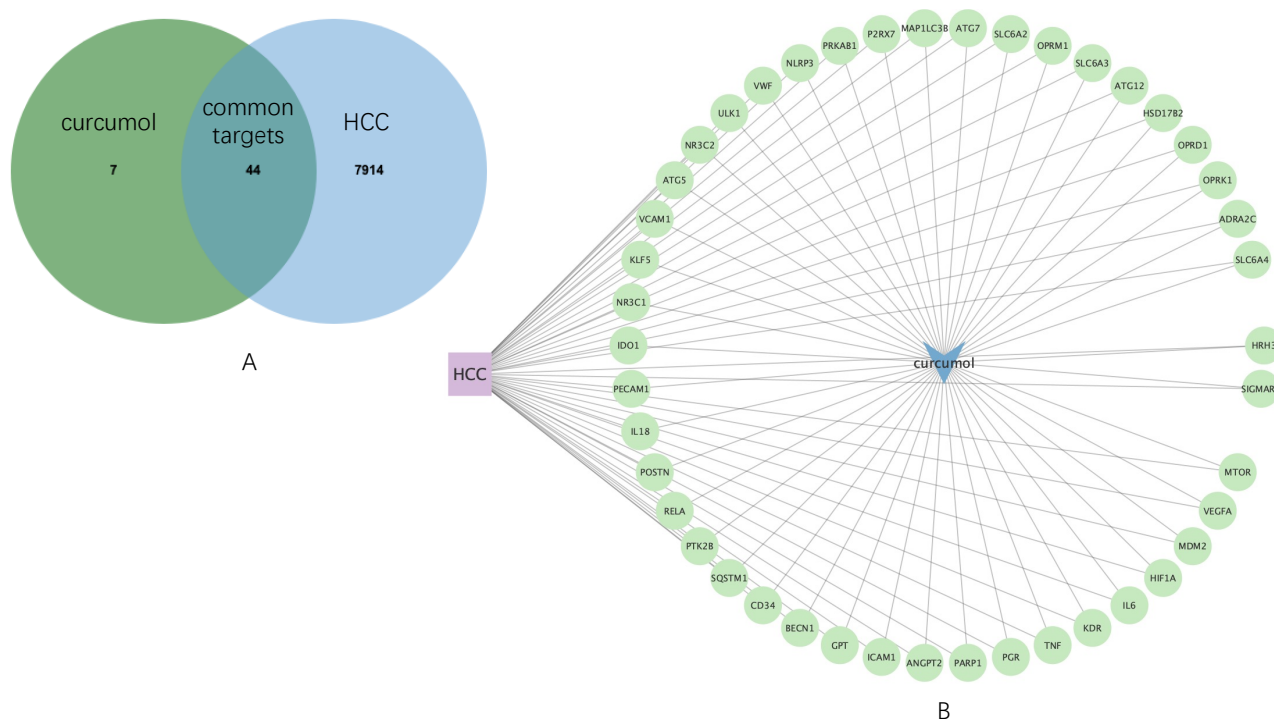 curcumol
common
targets
HCC
7
44
7914
A
MAP1LC3B
ATG7
SLC6A2
OPRM1
SLC6A3
ATG12
HSD17B2
OPRD1
OPRK1
ADRA2C
SLC6A4
HRH3
SIGMAR
MTOR
VEGFA
MDM2
HIF1A
IL6
KDR
TNF
PGR
PARP1
ANGPT2
ICAM1
GPT
BECN1
CD34
SQSTM1
PTK2B
RELA
POSTN
IL18
PECAM1
IDO1
NR3C1
KLF5
VCAM1
ATG5
NR3C2
ULK1
VWF
NLRP3
PRKAB1
P2RX7
HCC
curcumol
B